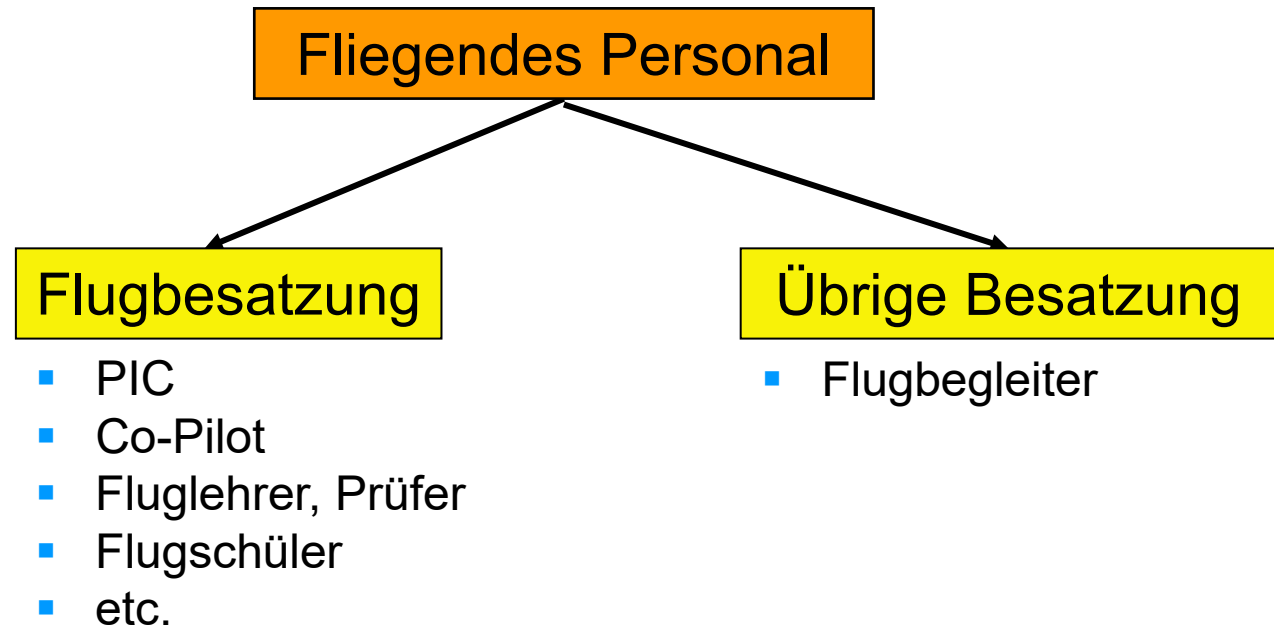 Fliegendes Personal
Flugbesatzung
PIC
Co-Pilot
Fluglehrer, Prüfer
Flugschüler
etc.
Übrige Besatzung
Flugbegleiter